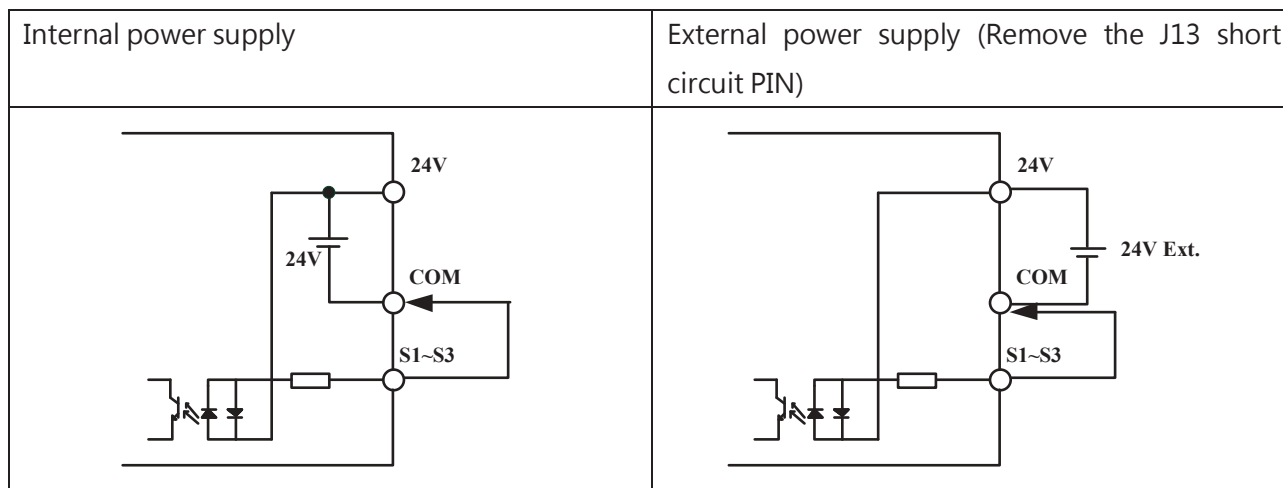 Internal power supply
External power supply (Remove the J13 short
circuit PIN)
24V
24V
COM
S1~S3
24V
24V Ext.
COM
S1~S3